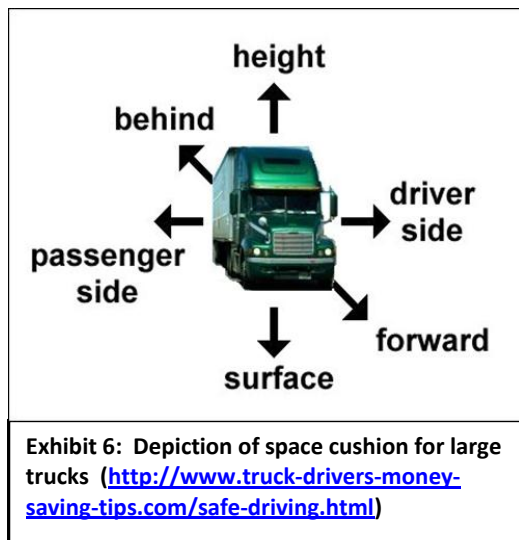 height
behind
driver
side
passenger
side
forward
surface
Exhibit 6: Depiction of space cushion for large
trucks (http://www.truck-drivers-money-
saving-tips.com/safe-driving.html)